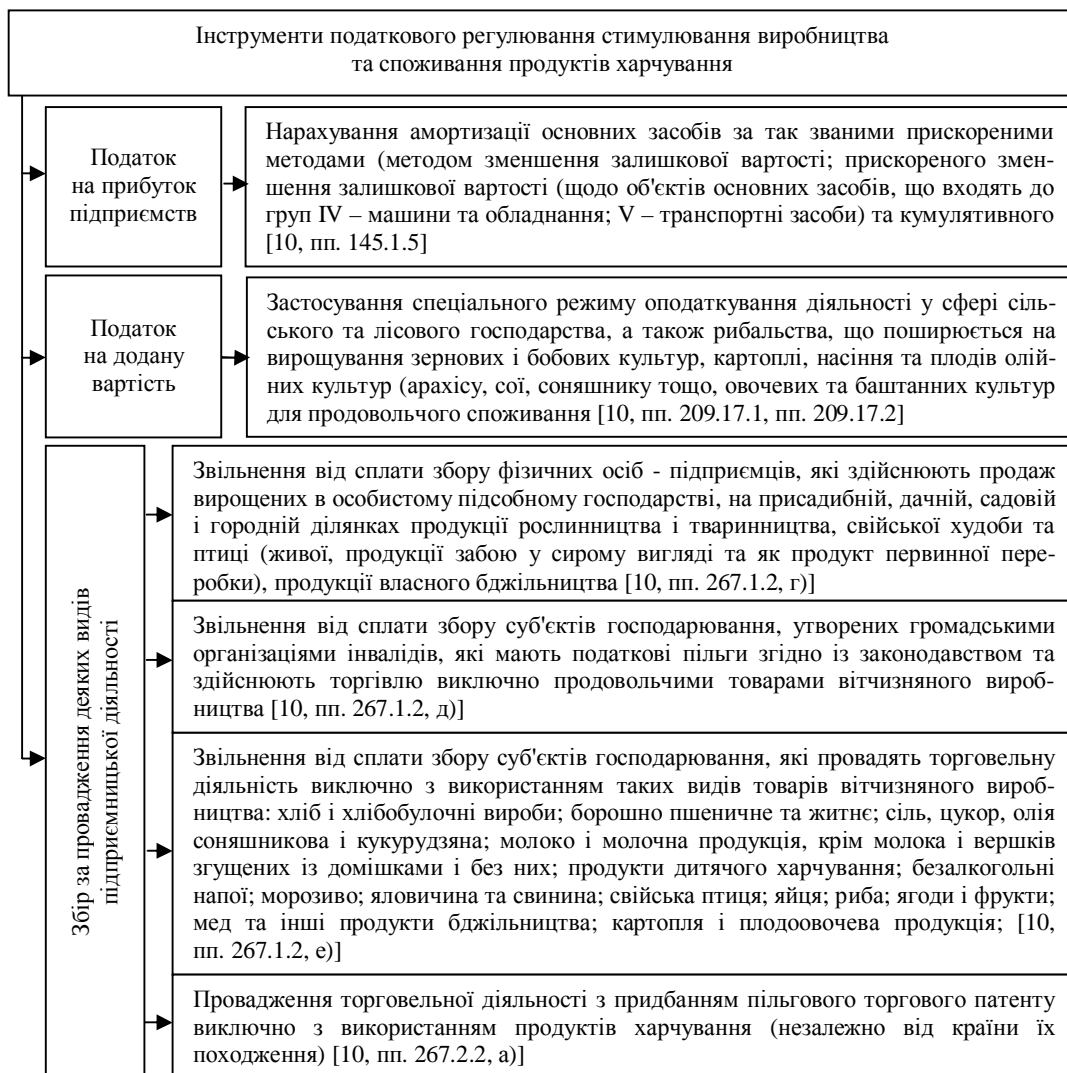 Інструменти податкового регулювання стимулювання виробництва
та споживання продуктів харчування
Податок
на прибуток
підприємств
Нарахування амортизації основних засобів за так званими прискореними
методами (методом зменшення залишкової вартості; прискореного змен-
шення залишкової вартості (щодо об'єктів основних засобів, що входять до
груп IV – машини та обладнання; V – транспортні засоби) та кумулятивного
[10, пп. 145.1.5]
Податок
на додану
вартість
Застосування спеціального режиму оподаткування діяльності у сфері сіль-
ського та лісового господарства, а також рибальства, що поширюється на
вирощування зернових і бобових культур, картоплі, насіння та плодів олій-
них культур (арахісу, сої, соняшнику тощо, овочевих та баштанних культур
для продовольчого споживання [10, пп. 209.17.1, пп. 209.17.2]
Збір за провадження деяких видів
підприємницької діяльності
Звільнення від сплати збору фізичних осіб - підприємців, які здійснюють продаж
вирощених в особистому підсобному господарстві, на присадибній, дачній, садовій
і городній ділянках продукції рослинництва і тваринництва, свійської худоби та
птиці (живої, продукції забою у сирому вигляді та як продукт первинної пере-
робки), продукції власного бджільництва [10, пп. 267.1.2, г)]
Звільнення від сплати збору суб'єктів господарювання, утворених громадськими
організаціями інвалідів, які мають податкові пільги згідно із законодавством та
здійснюють торгівлю виключно продовольчими товарами вітчизняного вироб-
ництва [10, пп. 267.1.2, д)]
Звільнення від сплати збору суб'єктів господарювання, які провадять торговельну
діяльність виключно з використанням таких видів товарів вітчизняного вироб-
ництва: хліб і хлібобулочні вироби; борошно пшеничне та житнє; сіль, цукор, олія
соняшникова і кукурудзяна; молоко і молочна продукція, крім молока і вершків
згущених із домішками і без них; продукти дитячого харчування; безалкогольні
напої; морозиво; яловичина та свинина; свійська птиця; яйця; риба; ягоди і фрукти;
мед та інші продукти бджільництва; картопля і плодоовочева продукція; [10,
пп. 267.1.2, е)]
Провадження торговельної діяльності з придбанням пільгового торгового патенту
виключно з використанням продуктів харчування (незалежно від країни їх
походження) [10, пп. 267.2.2, а)]